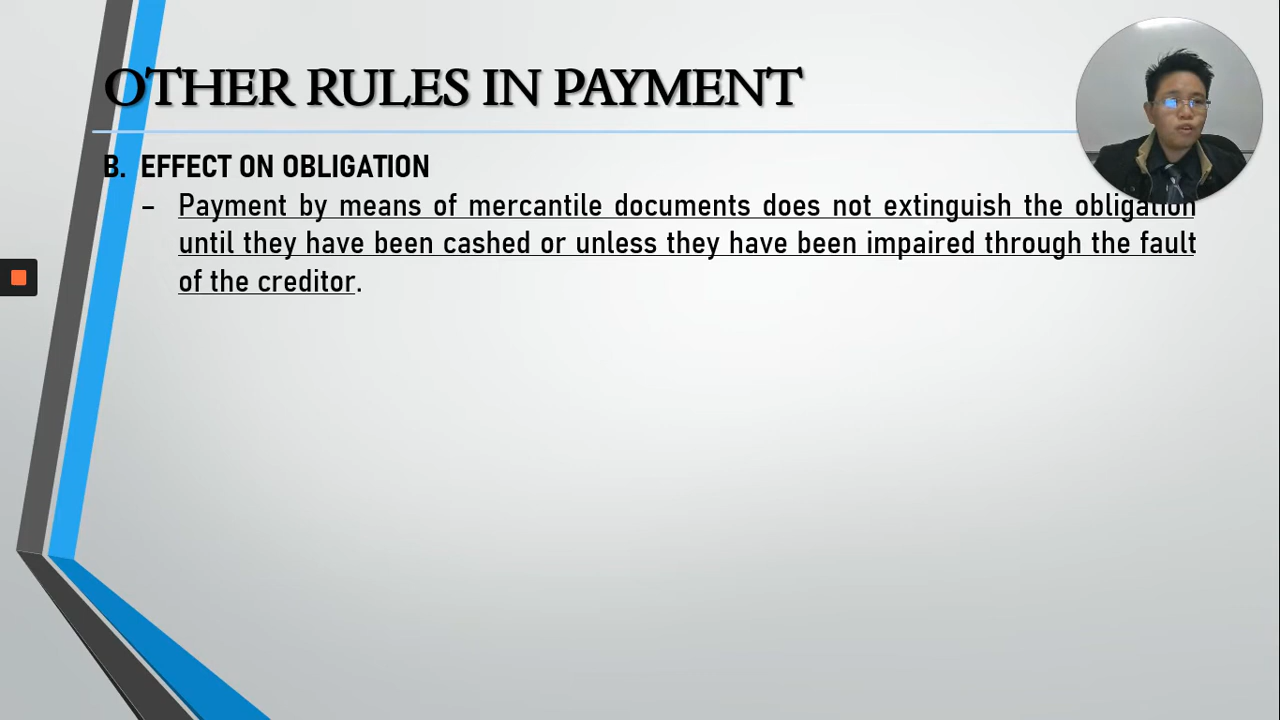 OTHER RULES IN PAYMENT
B. EFFECT ON OBLIGATION
- Payment by means of mercantile documents does not extinguish the obligation
until they have been cashed or unless they have been impaired through the fault
of the creditor.